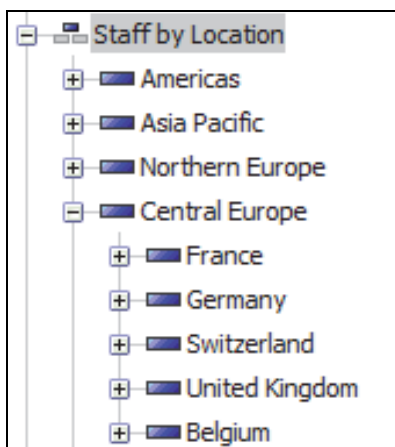 Staff by Location
Americas
Asia Pacific
Northern Europe
Central Europe
France
Germany
Switzerland
United Kingdom
Belgium